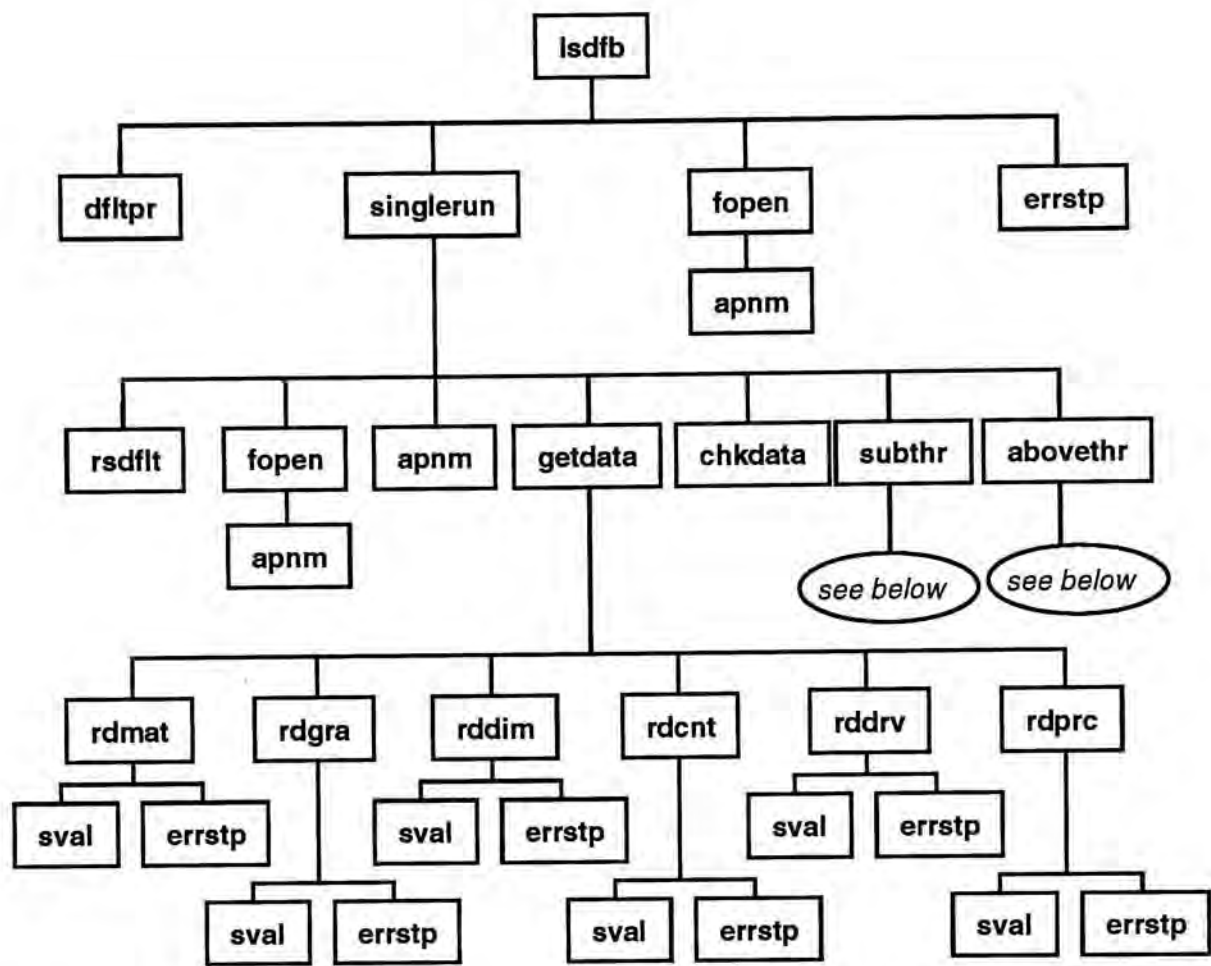 lsdfb
dfltpr
singlerun
fopen
errstp
apnm
rsdflt
fopen
apnm
getdata
chkdata
subthr
abovethr
apnm
see below
see below
rdmat
rdgra
rddim
rdcnt
rddrv
rdprc
sval
errstp
sval
errstp
sval
errstp
sval
errstp
sval
errstp
sval
errstp